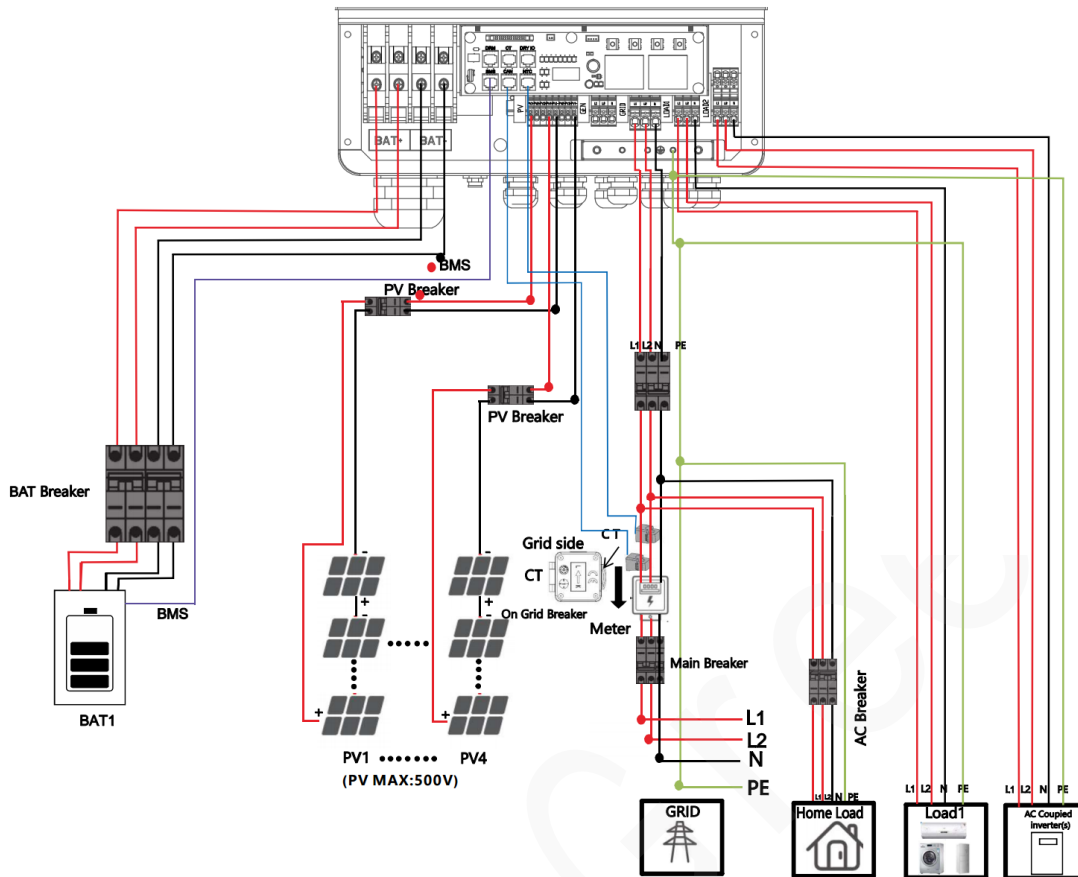 DRM CT DRY IO
BMS CAN NTC
PV
GEN
GRID
LOAD1
LOAD2
BAT+ BAT-
BMS
PV Breaker
L1 L2 N PE
PV Breaker
BAT Breaker
CT
Grid side
CT
On Grid Breaker
BMS
Meter
Main Breaker
AC Breaker
BAT1
L1
L2
N
PE
PV1 PV4
(PV MAX:500V)
L1 L2 N PE
L1 L2 N PE
L1 L2 N PE
GRID
Home Load
Load1
AC Coupied
inverter(s)